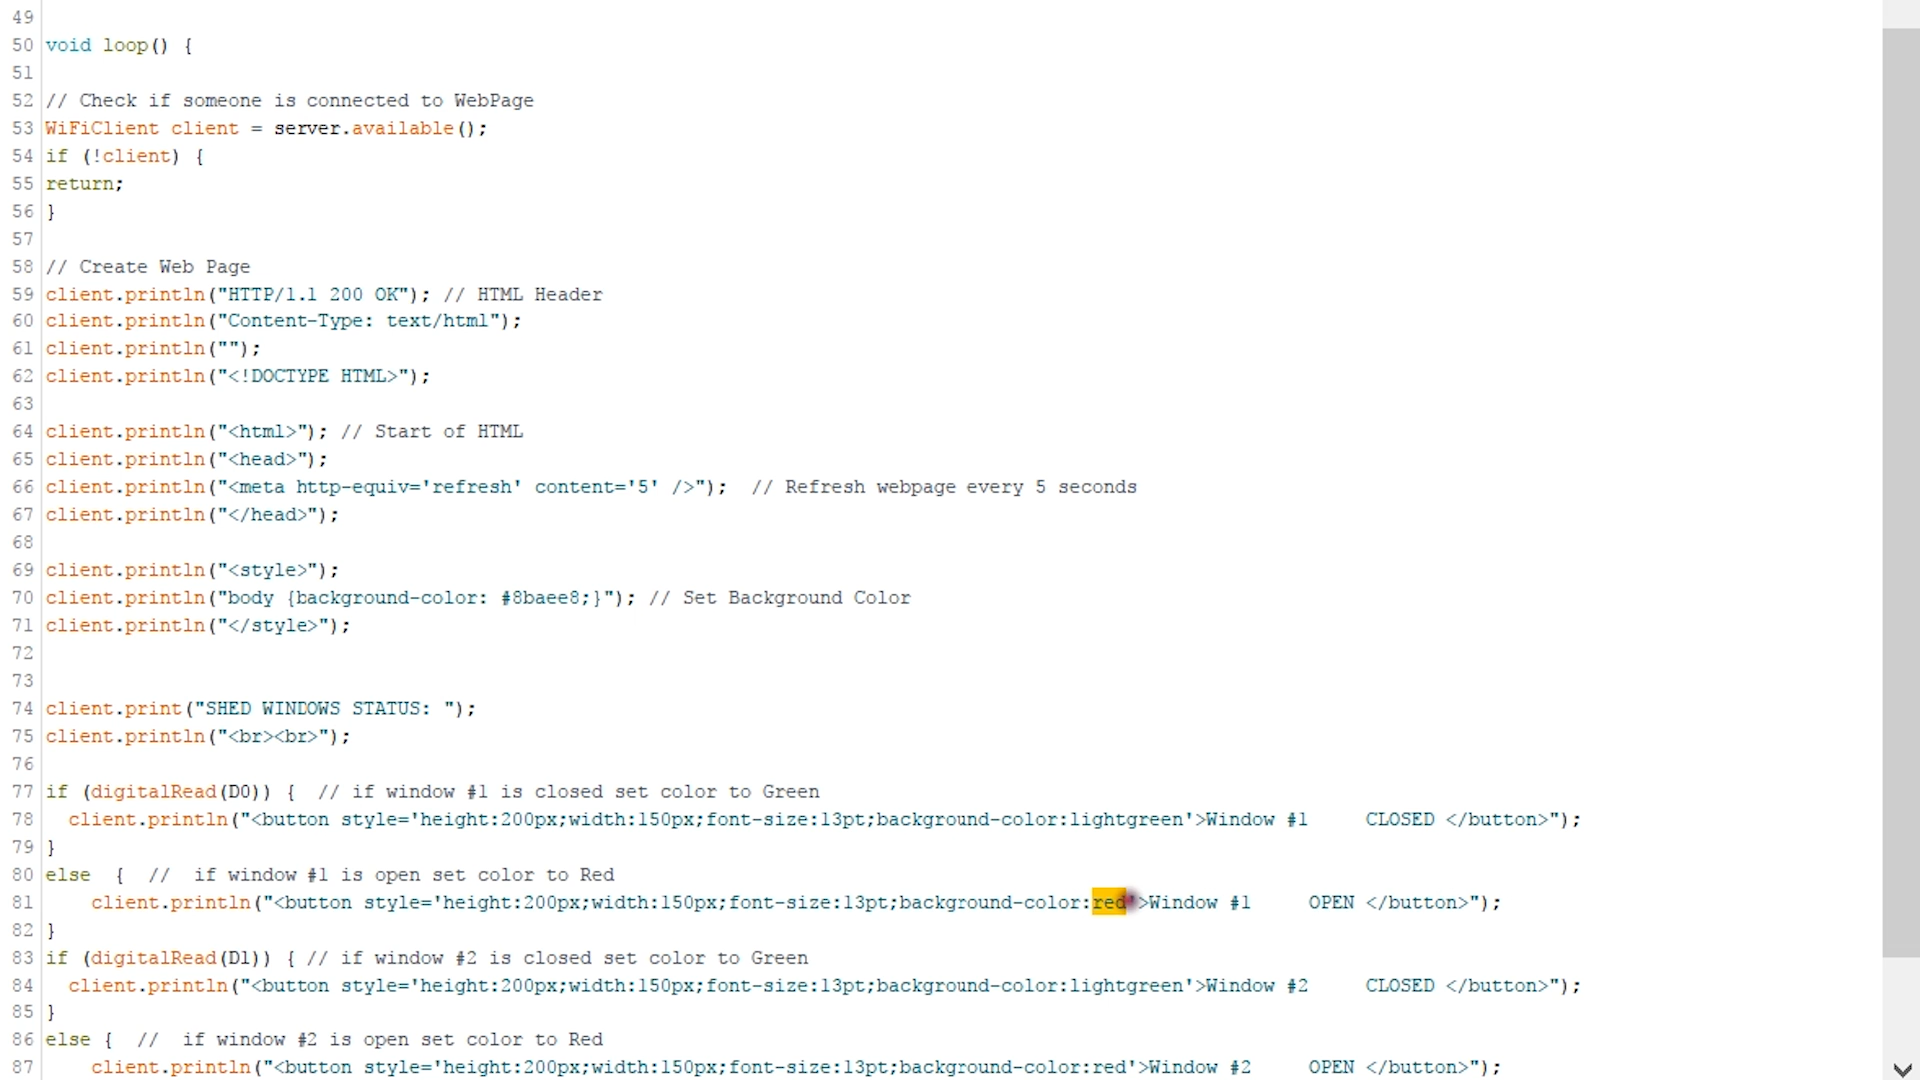 49
50 void loop() {
51
52 // Check if someone is connected to WebPage
53 WiFiClient client = server.available();
54 if (!client) {
55 return;
56 }
57
58 // Create Web Page
59 client.println("HTTP/1.1 200 OK"); // HTML Header
60 client.println("Content-Type: text/html");
61 client.println("");
62 client.println("<!DOCTYPE HTML>");
63
64 client.println("<html>"); // Start of HTML
65 client.println("<head>");
66 client.println("<meta http-equiv='refresh' content='5' />");  // Refresh webpage every 5 seconds
67 client.println("</head>");
68
69 client.println("<style>");
70 client.println("body {background-color: #8baee8;}"); // Set Background Color
71 client.println("</style>");
72
73
74 client.print("SHED WINDOWS STATUS: ");
75 client.println("<br><br>");
76
77 if (digitalRead(D0)) {  // if window #1 is closed set color to Green
78   client.println("<button style='height:200px;width:150px;font-size:13pt;background-color:lightgreen'>Window #1     CLOSED </button>");
79 }
80 else  {  //  if window #1 is open set color to Red
81     client.println("<button style='height:200px;width:150px;font-size:13pt;background-color:red'>Window #1     OPEN </button>");
82 }
83 if (digitalRead(D1)) { // if window #2 is closed set color to Green
84   client.println("<button style='height:200px;width:150px;font-size:13pt;background-color:lightgreen'>Window #2     CLOSED </button>");
85 }
86 else {  //  if window #2 is open set color to Red
87     client.println("<button style='height:200px;width:150px;font-size:13pt;background-color:red'>Window #2     OPEN </button>");